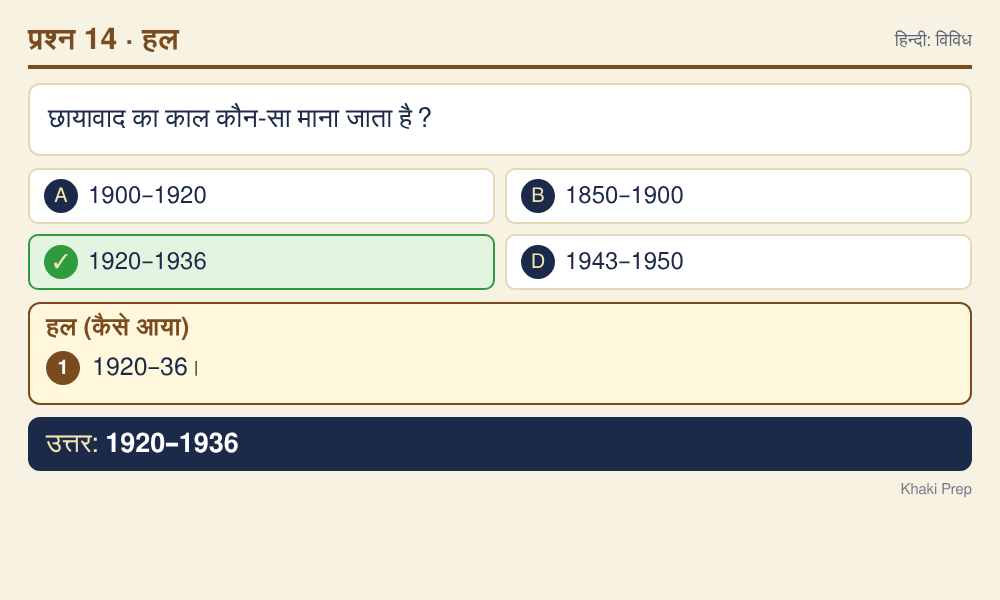 प्रश्न 14 · हल
हिन्दी: विविध
छायावाद का काल कौन-सा माना जाता है ?
A 1900–1920
B 1850–1900
✓ 1920–1936
D 1943–1950
हल (कैसे आया)
1 1920–36।
उत्तर: 1920–1936
Khaki Prep